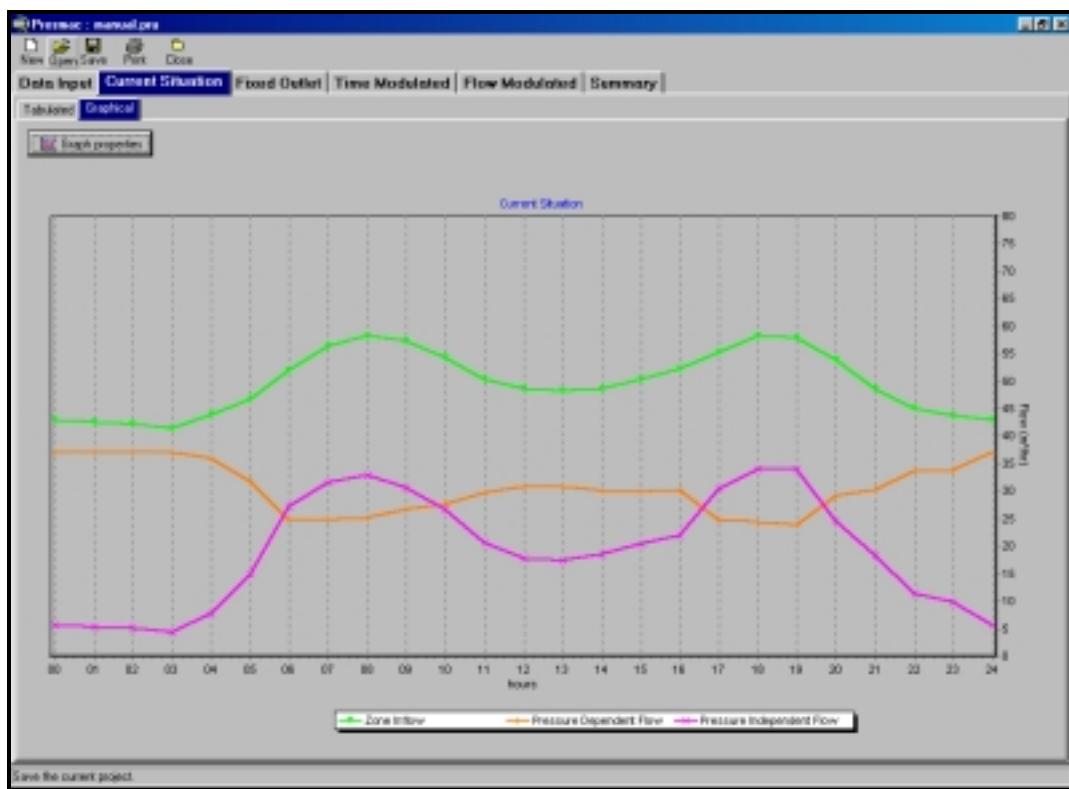 Presmac : manual.pra
New Open Save Print Close
Data Input Current Situation Fixed Outlet Time Modulated Flow Modulated Summary
Tabulated Graphical
Graph properties
Current Situation
80
75
70
65
60
55
50
45
40
35
30
25
20
15
10
5
0
Flow (m³/hr)
00 01 02 03 04 05 06 07 08 09 10 11 12 13 14 15 16 17 18 19 20 21 22 23 24
hours
Zone Inflow Pressure Dependent Flow Pressure Independent Flow
Save the current project